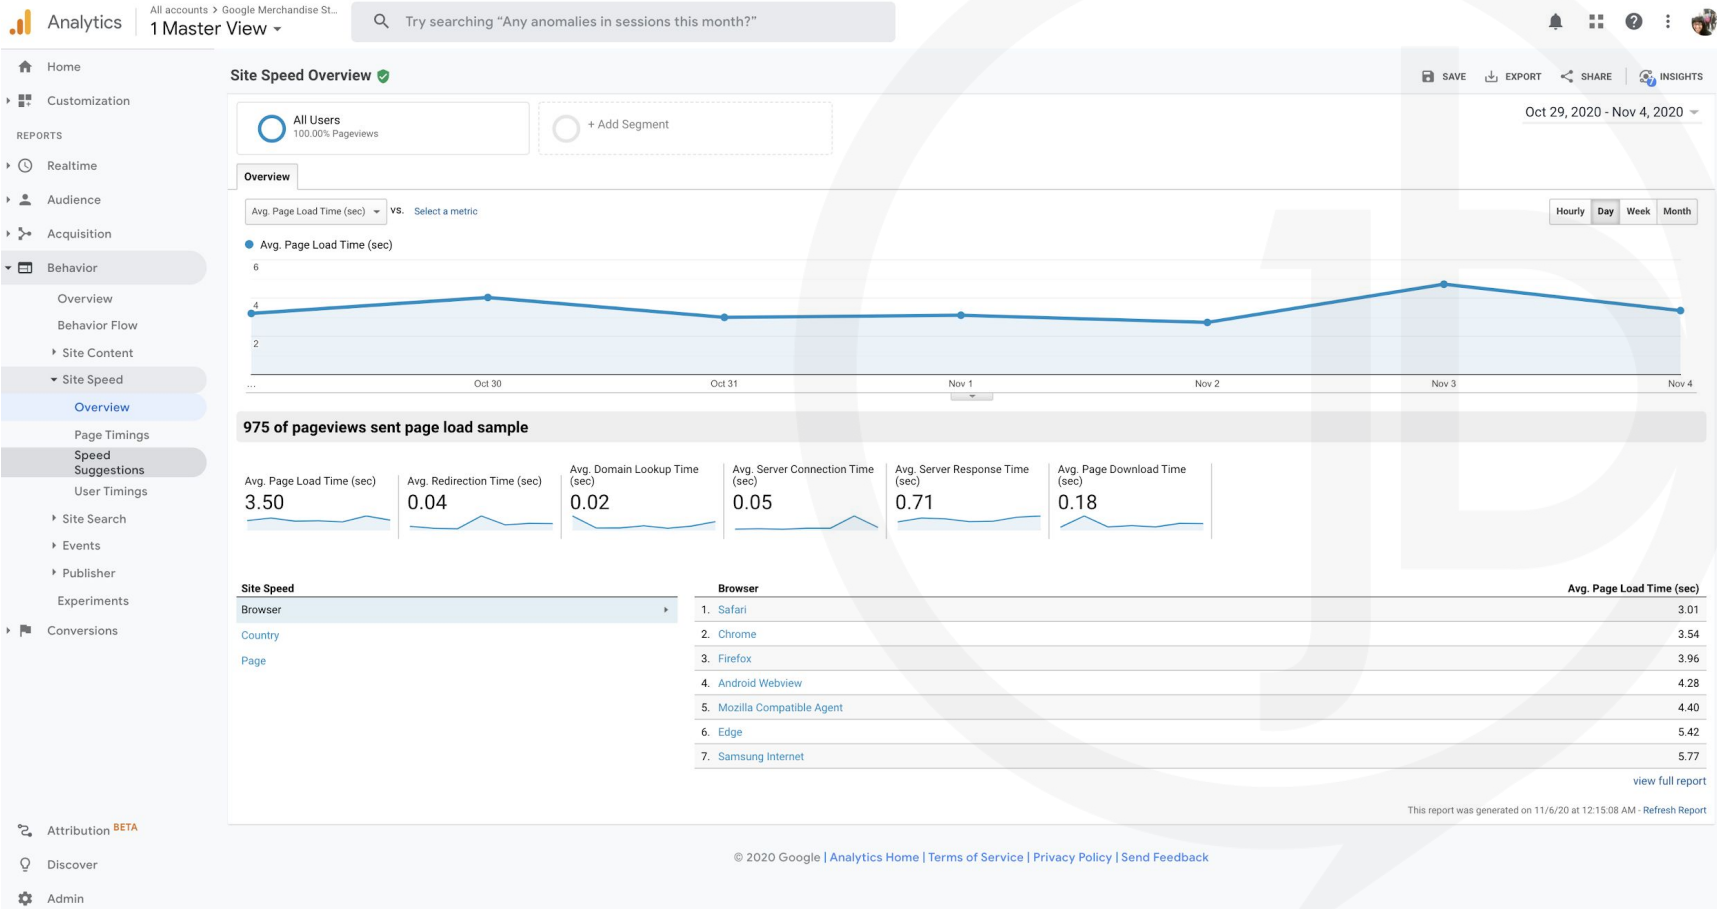 Analytics
All accounts > Google Merchandise St...
1 Master View
Try searching “Any anomalies in sessions this month?”
Home
Customization
REPORTS
Realtime
Audience
Acquisition
Behavior
Overview
Behavior Flow
Site Content
Site Speed
Overview
Page Timings
Speed
Suggestions
User Timings
Site Search
Events
Publisher
Experiments
Conversions
Attribution BETA
Discover
Admin
Site Speed Overview
SAVE
EXPORT
SHARE
7
INSIGHTS
All Users
100.00% Pageviews
+ Add Segment
Oct 29, 2020 - Nov 4, 2020
Overview
Avg. Page Load Time (sec)
VS.
Select a metric
Hourly
Day
Week
Month
Avg. Page Load Time (sec)
6
4
2
...
Oct 30
Oct 31
Nov 1
Nov 2
Nov 3
Nov 4
975 of pageviews sent page load sample
Avg. Page Load Time (sec)
3.50
Avg. Redirection Time (sec)
0.04
Avg. Domain Lookup Time
(sec)
0.02
Avg. Server Connection Time
(sec)
0.05
Avg. Server Response Time
(sec)
0.71
Avg. Page Download Time
(sec)
0.18
Site Speed
Browser
Country
Page
Browser Avg. Page Load Time (sec)
1. Safari 3.01
2. Chrome 3.54
3. Firefox 3.96
4. Android Webview 4.28
5. Mozilla Compatible Agent 4.40
6. Edge 5.42
7. Samsung Internet 5.77
view full report
This report was generated on 11/6/20 at 12:15:08 AM - Refresh Report
© 2020 Google | Analytics Home | Terms of Service | Privacy Policy | Send Feedback